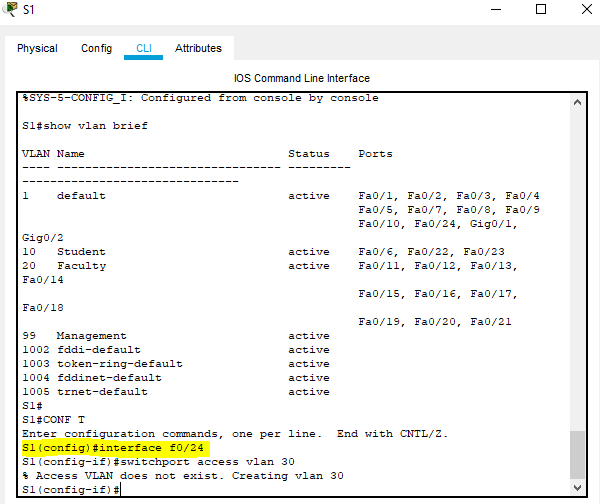 S1
Physical Config CLI Attributes
IOS Command Line Interface
%SYS-5-CONFIG_I: Configured from console by console
S1#show vlan brief
VLAN Name                             Status    Ports
---- -------------------------------- ---------
-------------------------------
1    default                          active    Fa0/1, Fa0/2, Fa0/3, Fa0/4
                                                Fa0/5, Fa0/7, Fa0/8, Fa0/9
                                                Fa0/10, Fa0/24, Gig0/1,
Gig0/2
10   Student                          active    Fa0/6, Fa0/22, Fa0/23
20   Faculty                          active    Fa0/11, Fa0/12, Fa0/13,
Fa0/14
                                                Fa0/15, Fa0/16, Fa0/17,
Fa0/18
                                                Fa0/19, Fa0/20, Fa0/21
99   Management                       active
1002 fddi-default                     active
1003 token-ring-default               active
1004 fddinet-default                  active
1005 trnet-default                    active
S1#
S1#CONF T
Enter configuration commands, one per line.  End with CNTL/Z.
S1(config)#interface f0/24
S1(config-if)#switchport access vlan 30
% Access VLAN does not exist. Creating vlan 30
S1(config-if)#